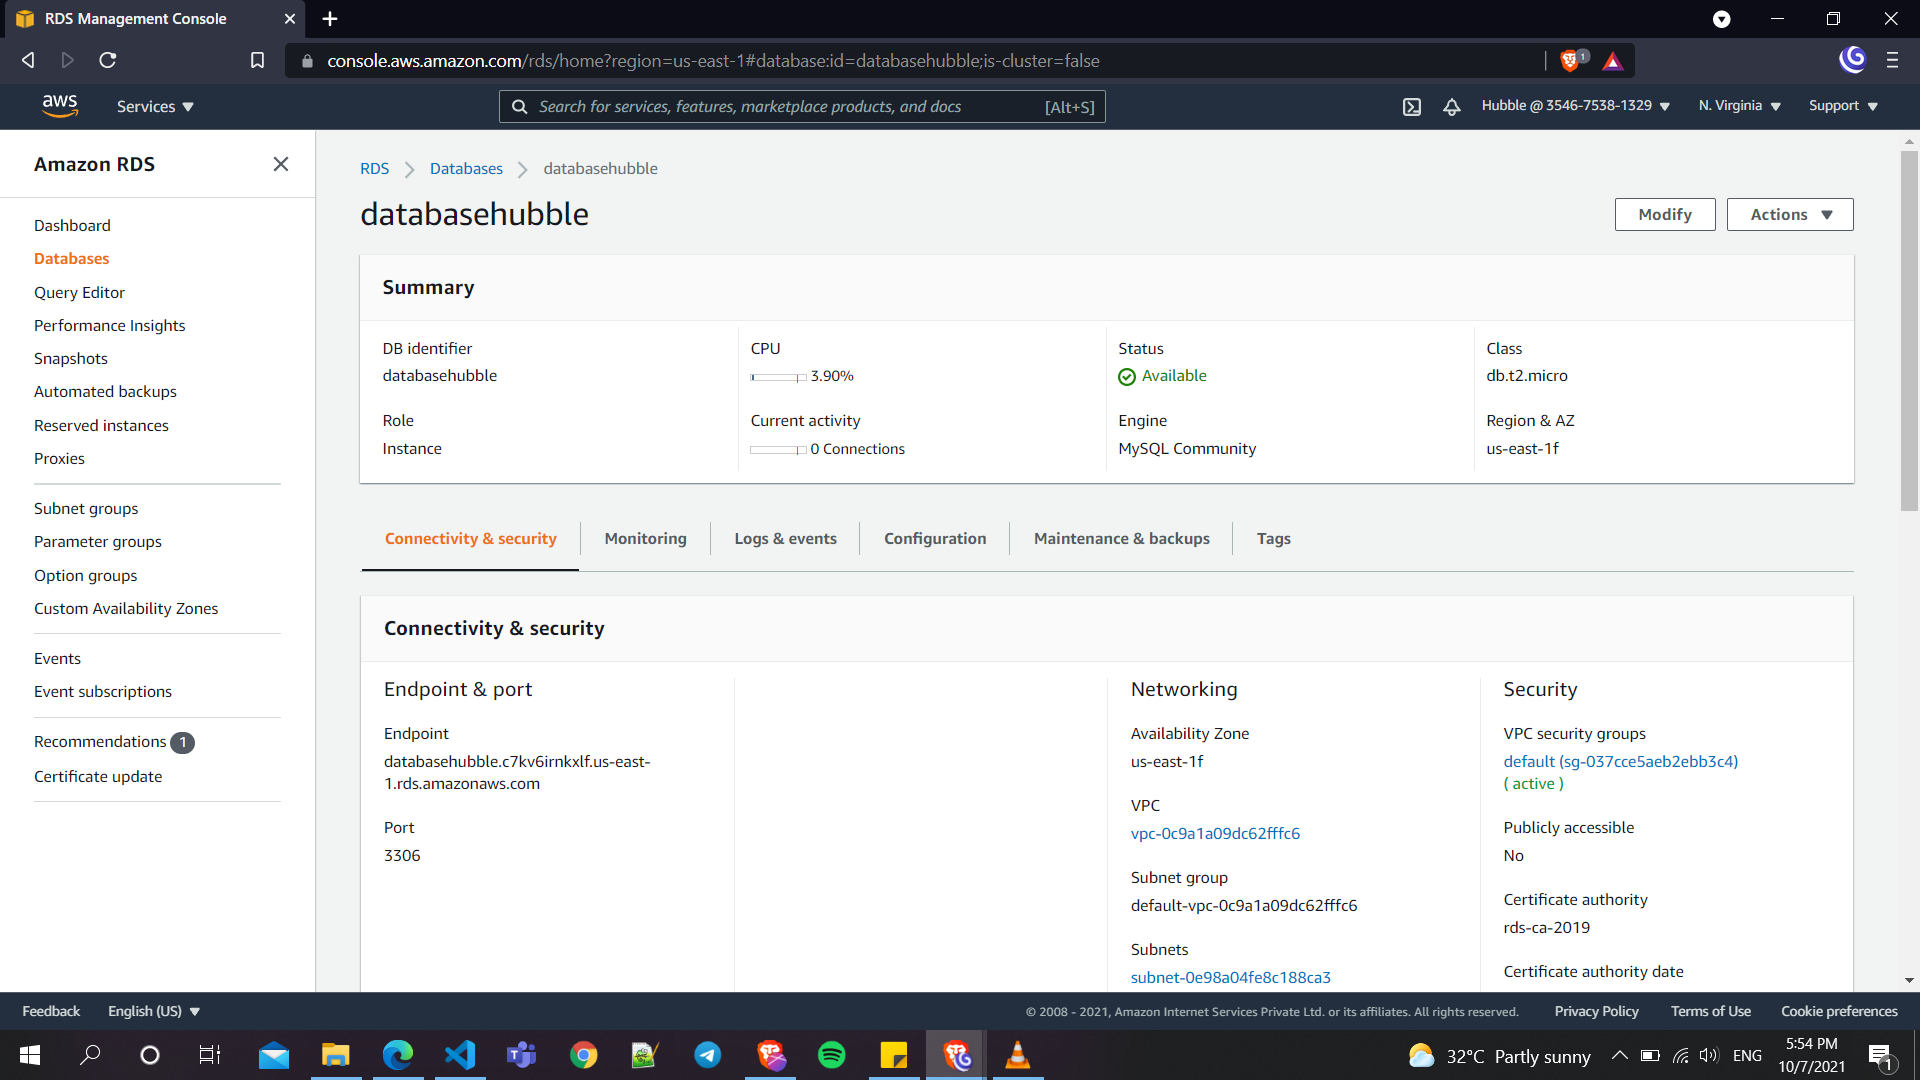 RDS Management Console
console.aws.amazon.com/rds/home?region=us-east-1#database:id=databasehubble;is-cluster=false
1
aws
Services
Search for services, features, marketplace products, and docs [Alt+S]
Hubble @ 3546-7538-1329
N. Virginia
Support
Amazon RDS
Dashboard
Databases
Query Editor
Performance Insights
Snapshots
Automated backups
Reserved instances
Proxies
Subnet groups
Parameter groups
Option groups
Custom Availability Zones
Events
Event subscriptions
Recommendations 1
Certificate update
RDS
Databases
databasehubble
databasehubble
Modify
Actions
Summary
DB identifier
databasehubble
CPU
3.90%
Status
Available
Class
db.t2.micro
Role
Instance
Current activity
0 Connections
Engine
MySQL Community
Region & AZ
us-east-1f
Connectivity & security
Monitoring
Logs & events
Configuration
Maintenance & backups
Tags
Connectivity & security
Endpoint & port
Endpoint
databasehubble.c7kv6irnkxlf.us-east-
1.rds.amazonaws.com
Port
3306
Networking
Availability Zone
us-east-1f
VPC
vpc-0c9a1a09dc62fffc6
Subnet group
default-vpc-0c9a1a09dc62fffc6
Subnets
subnet-0e98a04fe8c188ca3
Security
VPC security groups
default (sg-037cce5aeb2ebb3c4)
( active )
Publicly accessible
No
Certificate authority
rds-ca-2019
Certificate authority date
Feedback
English (US)
© 2008 - 2021, Amazon Internet Services Private Ltd. or its affiliates. All rights reserved.
Privacy Policy
Terms of Use
Cookie preferences
32°C Partly sunny
ENG
5:54 PM
10/7/2021
1